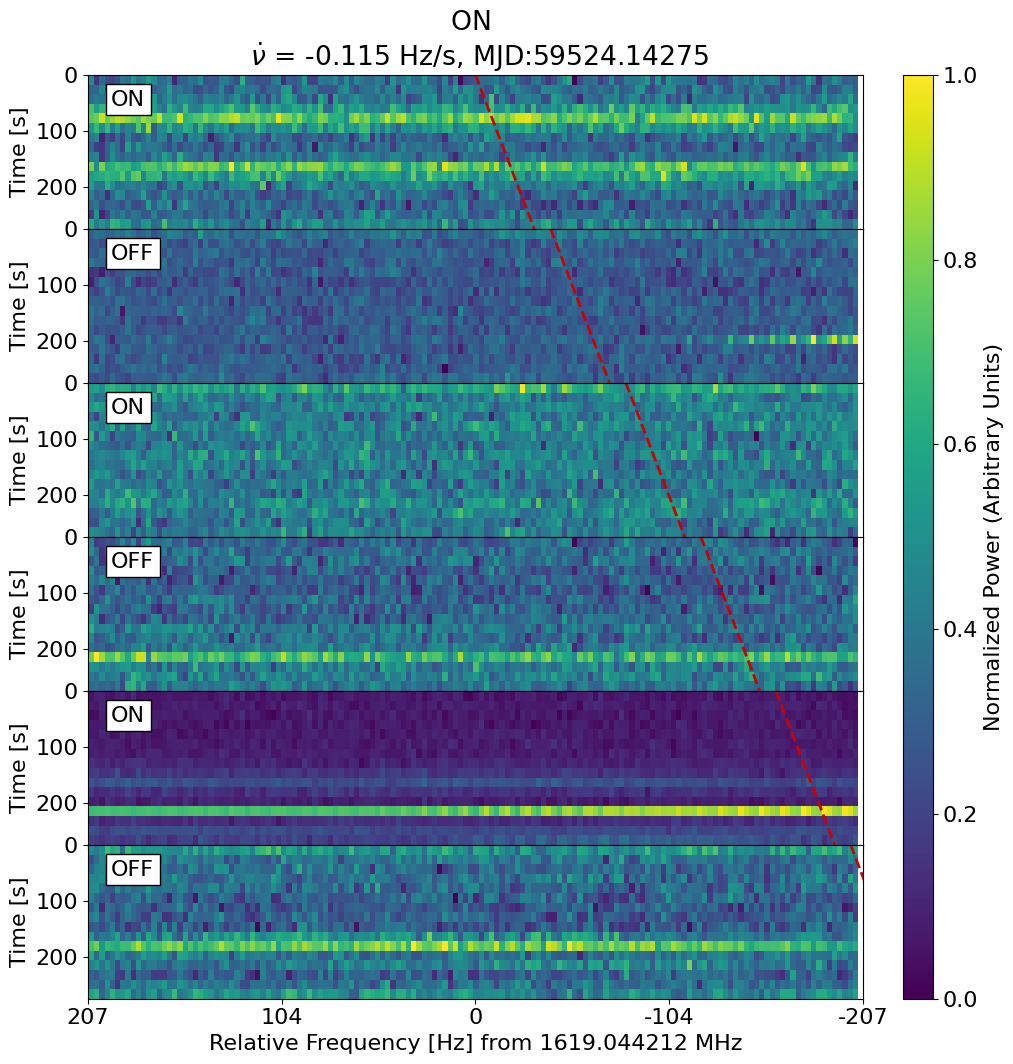 ON
ν̇ = -0.115 Hz/s, MJD:59524.14275
0
100
200
Time [s]
ON
0
100
200
Time [s]
OFF
0
100
200
Time [s]
ON
0
100
200
Time [s]
OFF
0
100
200
Time [s]
ON
0
100
200
Time [s]
OFF
207
104
0
-104
-207
Relative Frequency [Hz] from 1619.044212 MHz
1.0
0.8
0.6
0.4
0.2
0.0
Normalized Power (Arbitrary Units)